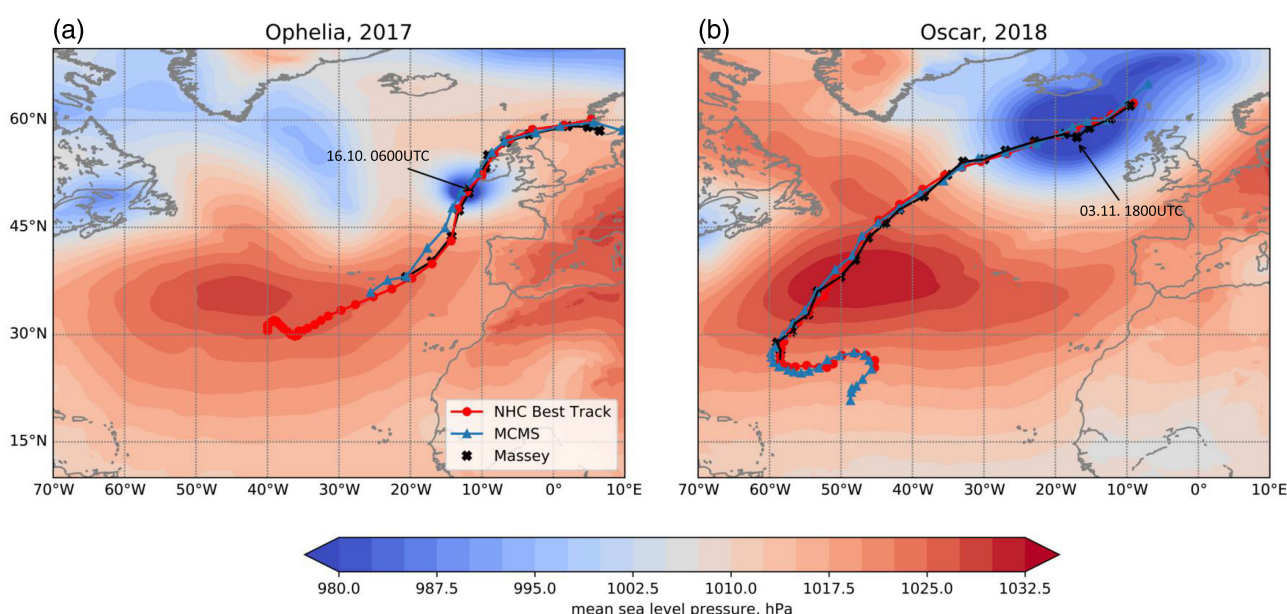 (a)
Ophelia, 2017
(b)
Oscar, 2018
60°N
45°N
30°N
15°N
16.10. 0600UTC
03.11. 1800UTC
NHC Best Track
MCMS
Massey
70°W 60°W 50°W 40°W 30°W 20°W 10°W 0° 10°E
70°W 60°W 50°W 40°W 30°W 20°W 10°W 0° 10°E
980.0 987.5 995.0 1002.5 1010.0 1017.5 1025.0 1032.5
mean sea level pressure, hPa